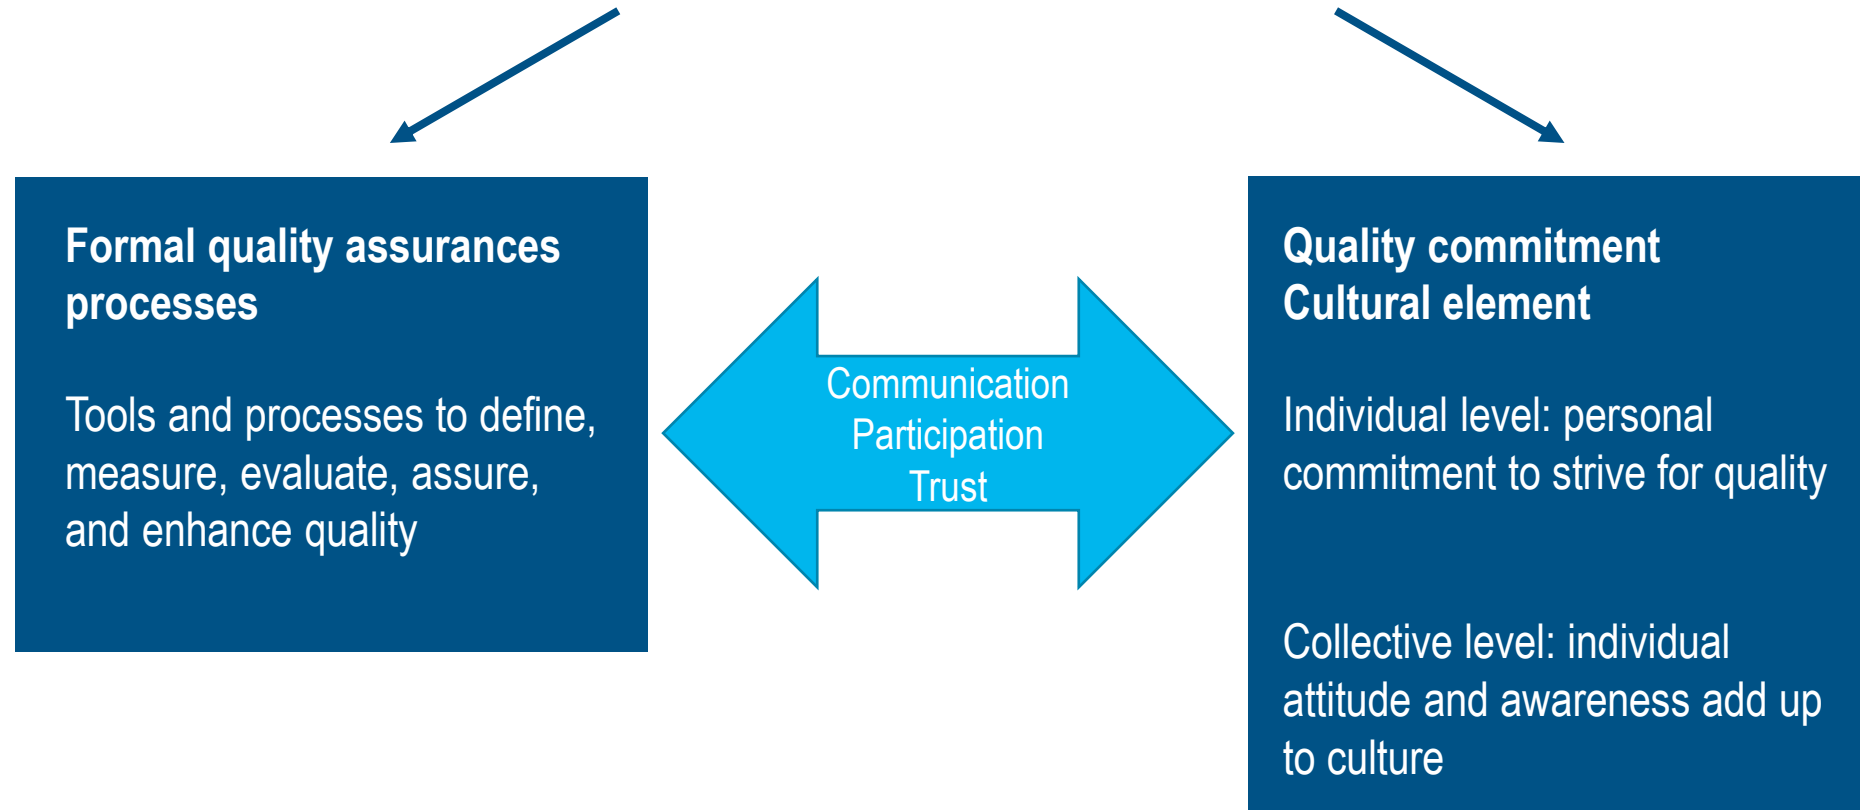 Formal quality assurances
processes
Tools and processes to define,
measure, evaluate, assure,
and enhance quality
Communication
Participation
Trust
Quality commitment
Cultural element
Individual level: personal
commitment to strive for quality
Collective level: individual
attitude and awareness add up
to culture